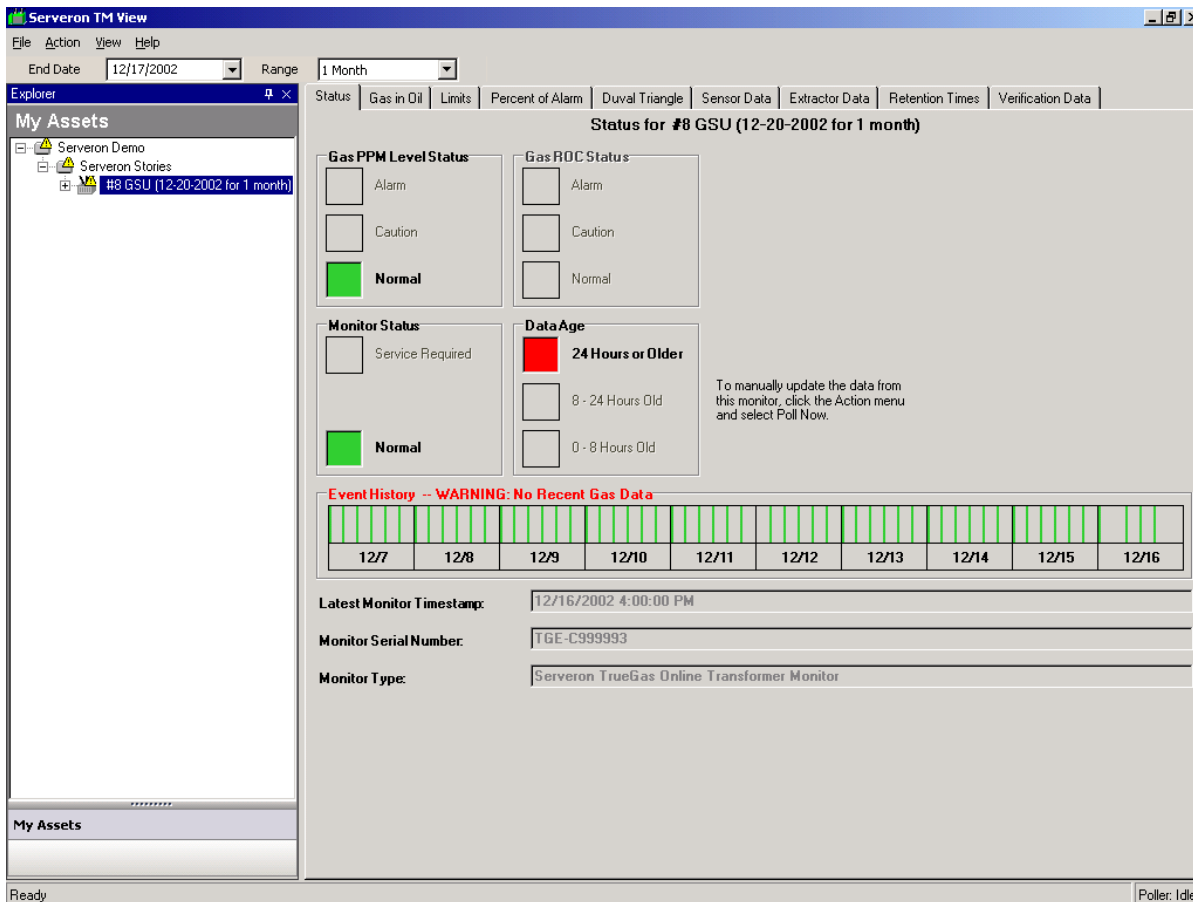 Serveron TM View
File Action View Help
End Date 12/17/2002 Range 1 Month
Explorer
My Assets
Serveron Demo
Serveron Stories
#8 GSU (12-20-2002 for 1 month)
My Assets
Status Gas in Oil Limits Percent of Alarm Duval Triangle Sensor Data Extractor Data Retention Times Verification Data
Status for #8 GSU (12-20-2002 for 1 month)
Gas PPM Level Status
Alarm
Caution
Normal
Gas ROC Status
Alarm
Caution
Normal
Monitor Status
Service Required
Normal
Data Age
24 Hours or Older
8 - 24 Hours Old
0 - 8 Hours Old
To manually update the data from
this monitor, click the Action menu
and select Poll Now.
Event History -- WARNING: No Recent Gas Data
12/7 12/8 12/9 12/10 12/11 12/12 12/13 12/14 12/15 12/16
Latest Monitor Timestamp: 12/16/2002 4:00:00 PM
Monitor Serial Number: TGE-C999993
Monitor Type: Serveron TrueGas Online Transformer Monitor
Ready
Poller: Idle